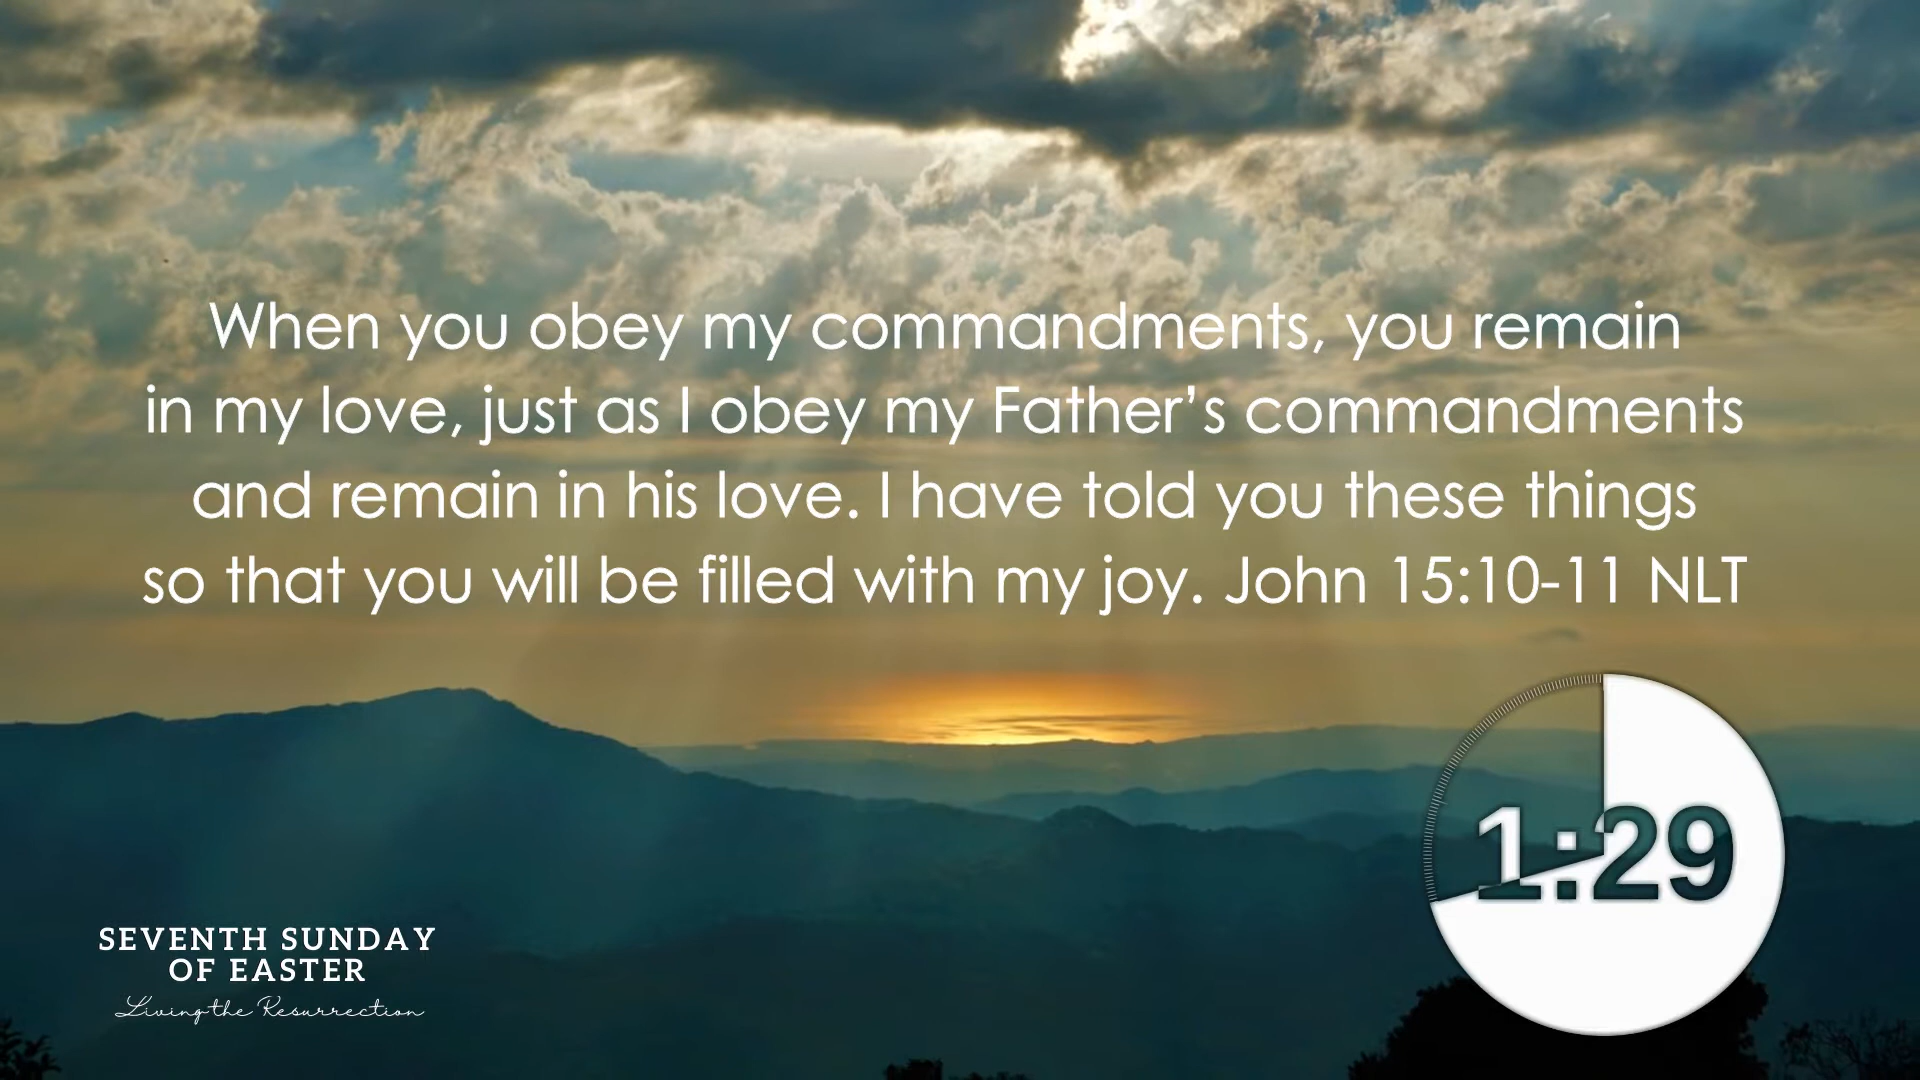 When you obey my commandments, you remain
in my love, just as I obey my Father’s commandments
and remain in his love. I have told you these things
so that you will be filled with my joy. John 15:10-11 NLT
1:29
SEVENTH SUNDAY
OF EASTER
Living the Resurrection